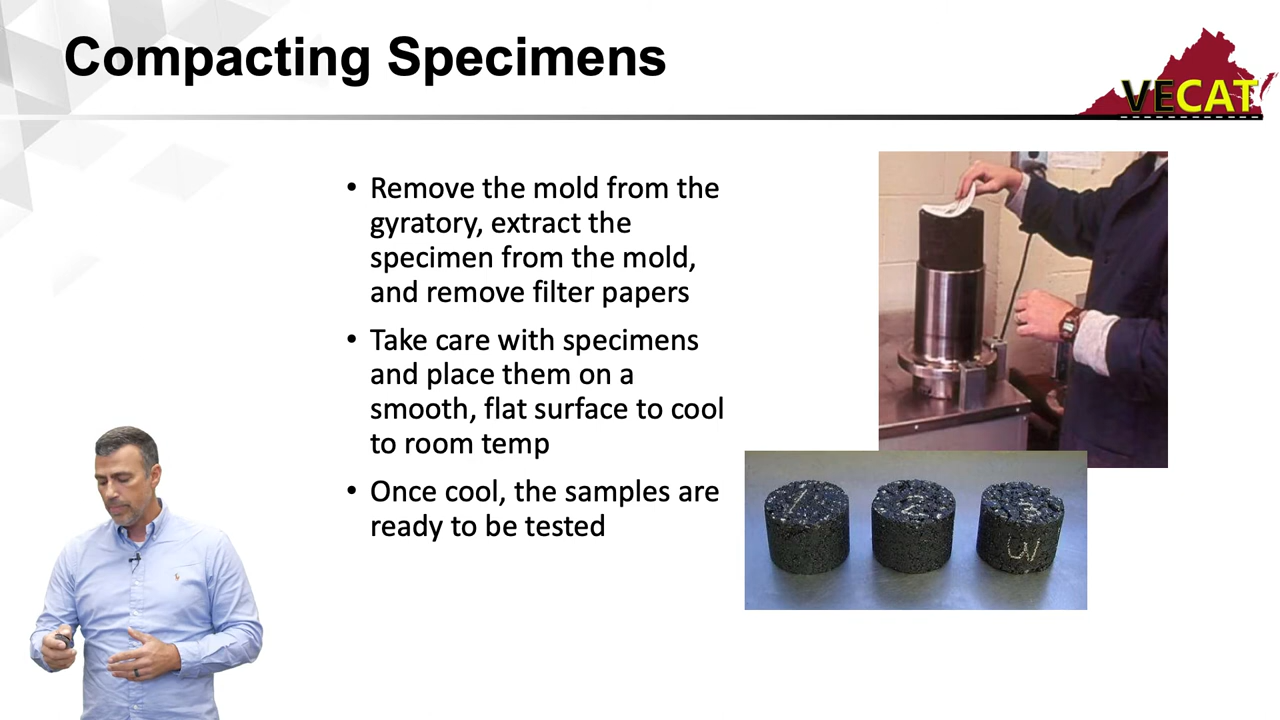 Compacting Specimens
VECAT
• Remove the mold from the
gyratory, extract the
specimen from the mold,
and remove filter papers
• Take care with specimens
and place them on a
smooth, flat surface to cool
to room temp
• Once cool, the samples are
ready to be tested
1 2 3